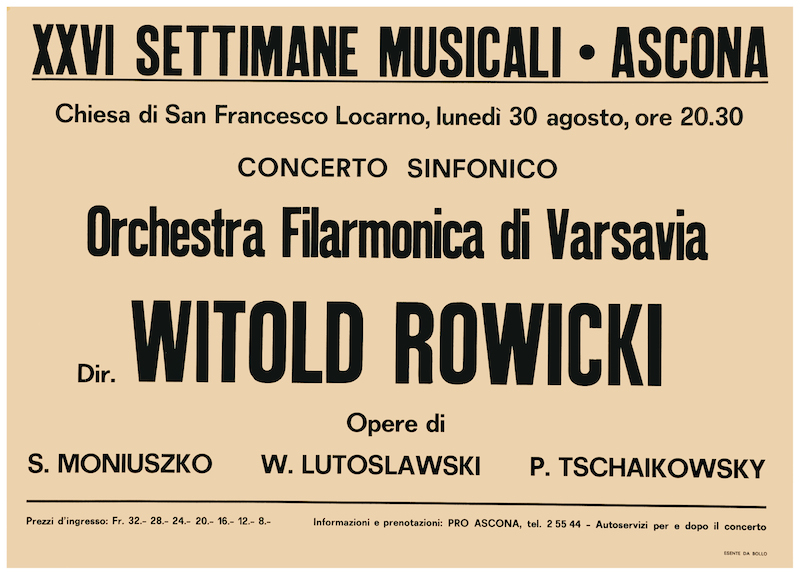 XXVI SETTIMANE MUSICALI • ASCONA
Chiesa di San Francesco Locarno, lunedì 30 agosto, ore 20.30
CONCERTO SINFONICO
Orchestra Filarmonica di Varsavia
Dir. WITOLD ROWICKI
Opere di
S. MONIUSZKO W. LUTOSLAWSKI P. TSCHAIKOWSKY
Prezzi d'ingresso: Fr. 32.- 28.- 24.- 20.- 16.- 12.- 8.- Informazioni e prenotazioni: PRO ASCONA, tel. 2 55 44 - Autoservizi per e dopo il concerto
ESENTE DA BOLLO